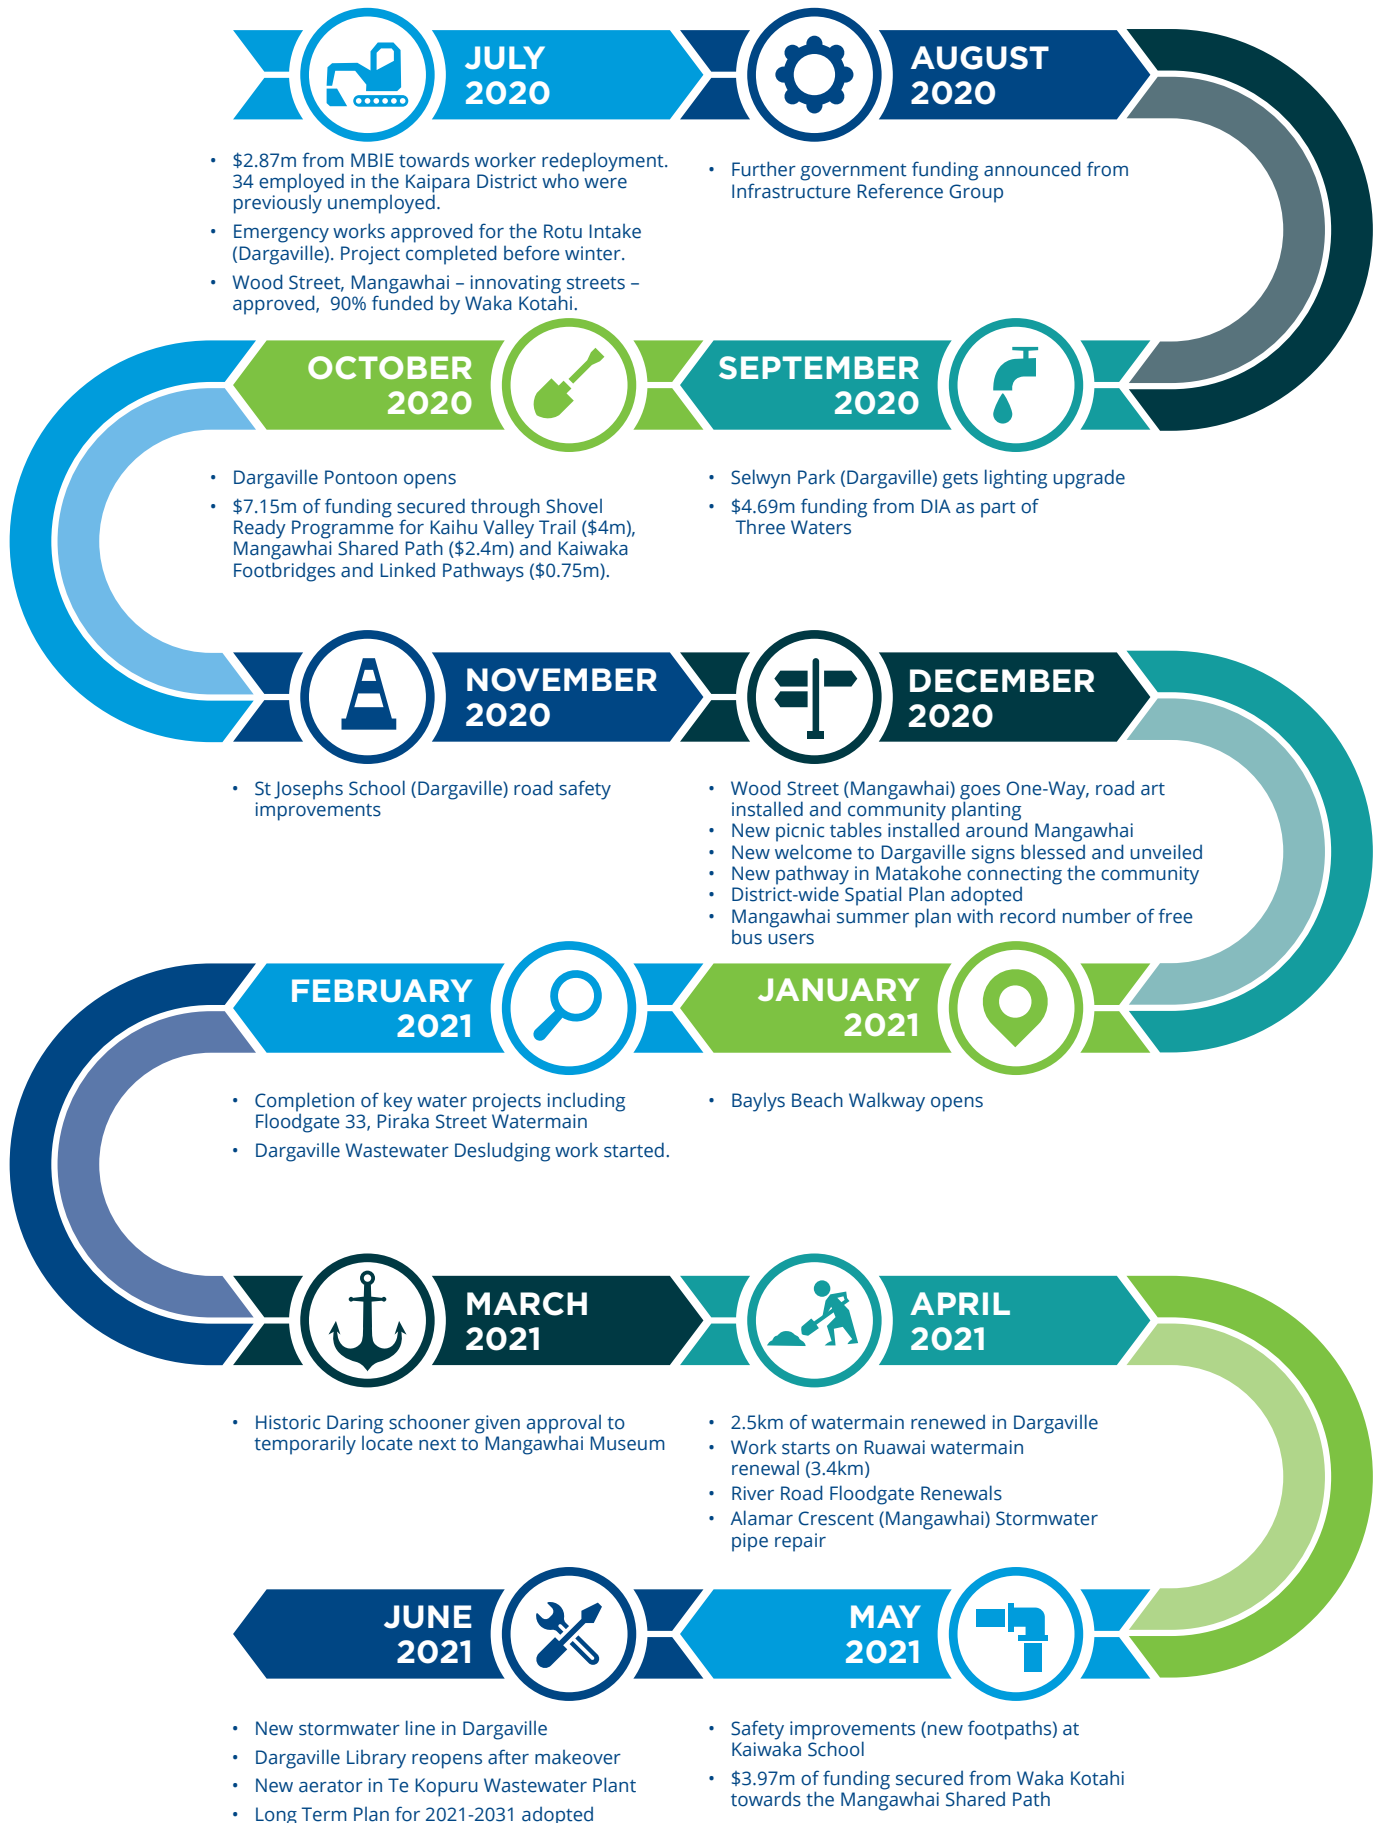 JULY
2020
• $2.87m from MBIE towards worker redeployment.
34 employed in the Kaipara District who were
previously unemployed.
• Emergency works approved for the Rotu Intake
(Dargaville). Project completed before winter.
• Wood Street, Mangawhai – innovating streets –
approved, 90% funded by Waka Kotahi.
AUGUST
2020
• Further government funding announced from
Infrastructure Reference Group
SEPTEMBER
2020
• Selwyn Park (Dargaville) gets lighting upgrade
• $4.69m funding from DIA as part of
Three Waters
OCTOBER
2020
• Dargaville Pontoon opens
• $7.15m of funding secured through Shovel
Ready Programme for Kaihu Valley Trail ($4m),
Mangawhai Shared Path ($2.4m) and Kaiwaka
Footbridges and Linked Pathways ($0.75m).
NOVEMBER
2020
• St Josephs School (Dargaville) road safety
improvements
DECEMBER
2020
• Wood Street (Mangawhai) goes One-Way, road art
installed and community planting
• New picnic tables installed around Mangawhai
• New welcome to Dargaville signs blessed and unveiled
• New pathway in Matakohe connecting the community
• District-wide Spatial Plan adopted
• Mangawhai summer plan with record number of free
bus users
JANUARY
2021
• Baylys Beach Walkway opens
FEBRUARY
2021
• Completion of key water projects including
Floodgate 33, Piraka Street Watermain
• Dargaville Wastewater Desludging work started.
MARCH
2021
• Historic Daring schooner given approval to
temporarily locate next to Mangawhai Museum
APRIL
2021
• 2.5km of watermain renewed in Dargaville
• Work starts on Ruawai watermain
renewal (3.4km)
• River Road Floodgate Renewals
• Alamar Crescent (Mangawhai) Stormwater
pipe repair
MAY
2021
• Safety improvements (new footpaths) at
Kaiwaka School
• $3.97m of funding secured from Waka Kotahi
towards the Mangawhai Shared Path
JUNE
2021
• New stormwater line in Dargaville
• Dargaville Library reopens after makeover
• New aerator in Te Kopuru Wastewater Plant
• Long Term Plan for 2021-2031 adopted